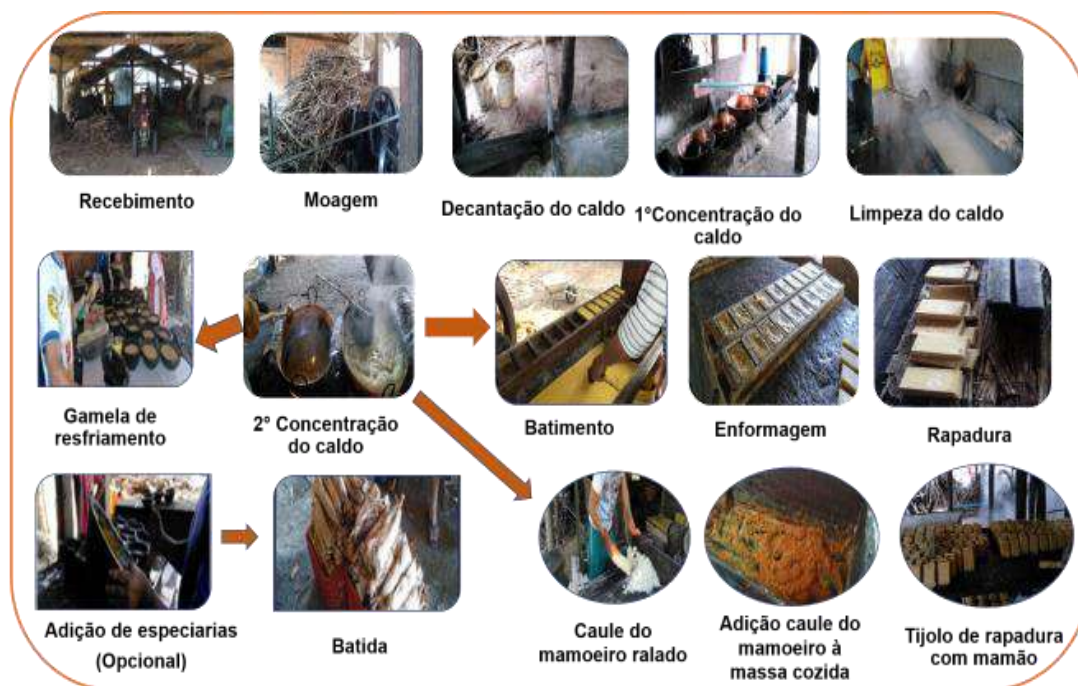 Recebimento
Moagem
Decantação do caldo
1ºConcentração do
caldo
Limpeza do caldo
Gamela de
resfriamento
2º Concentração
do caldo
Batimento
Enformagem
Rapadura
Adição de especiarias
(Opcional)
Batida
Caule do
mamoeiro ralado
Adição caule do
mamoeiro à
massa cozida
Tijolo de rapadura
com mamão